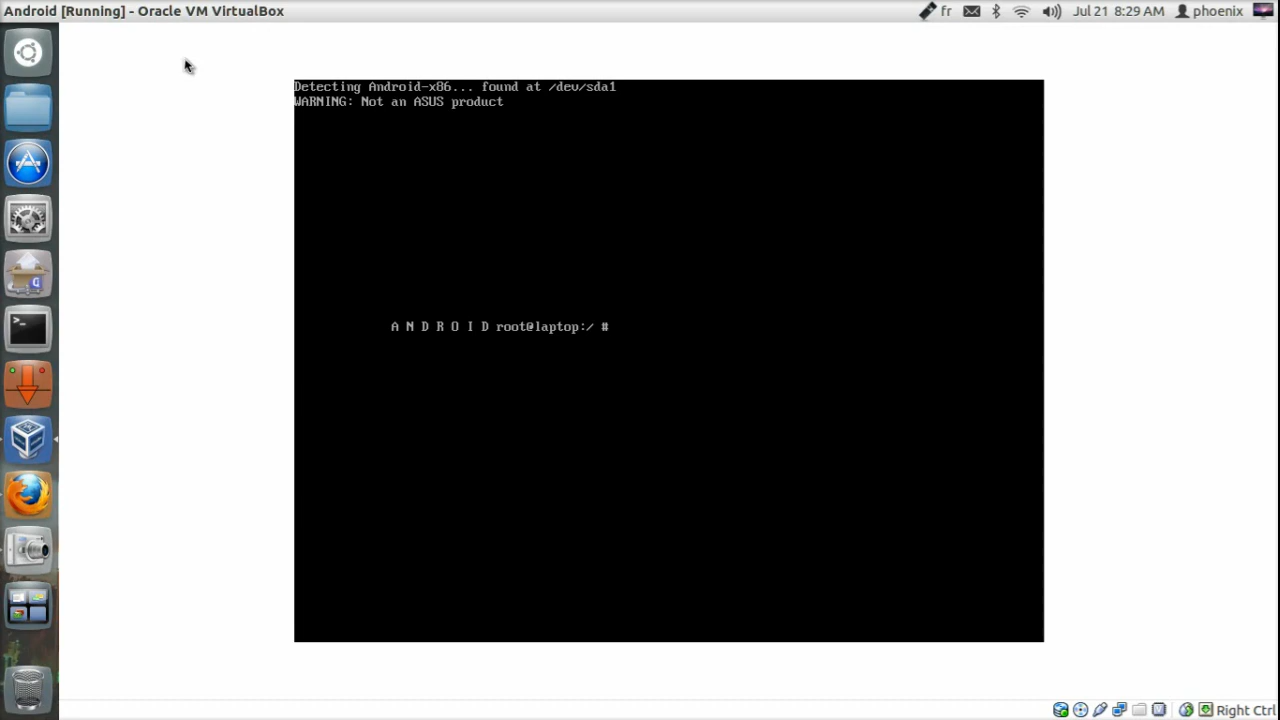 Android [Running] - Oracle VM VirtualBox
fr
Jul 21 8:29 AM
phoenix
Detecting Android-x86... found at /dev/sda1
WARNING: Not an ASUS product
A N D R O I D root@laptop:/ #
Right Ctrl